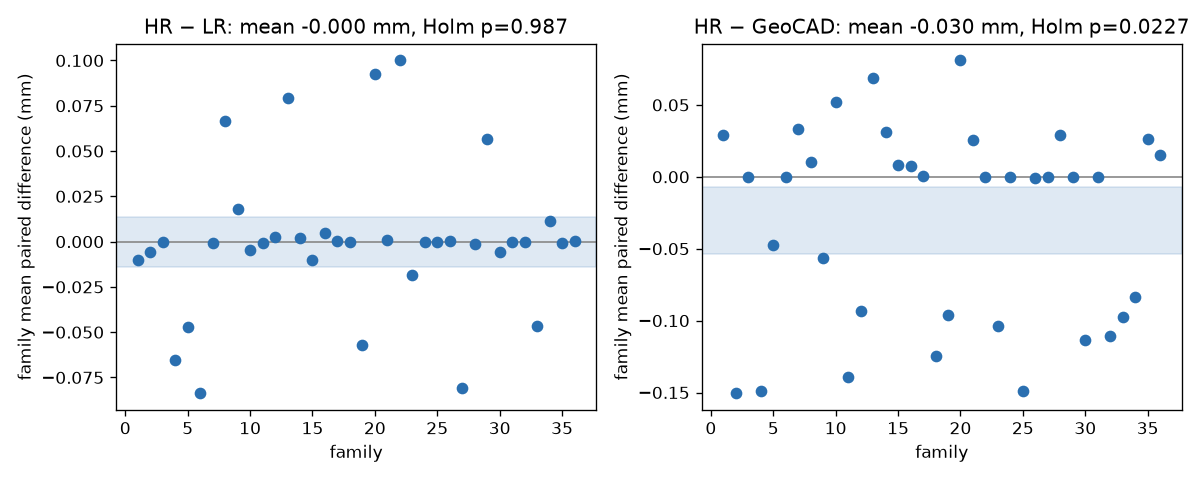 HR − LR: mean -0.000 mm, Holm p=0.987
family mean paired difference (mm)
0.100
0.075
0.050
0.025
0.000
−0.025
−0.050
−0.075
0 5 10 15 20 25 30 35
family
HR − GeoCAD: mean -0.030 mm, Holm p=0.0227
family mean paired difference (mm)
0.05
0.00
−0.05
−0.10
−0.15
0 5 10 15 20 25 30 35
family